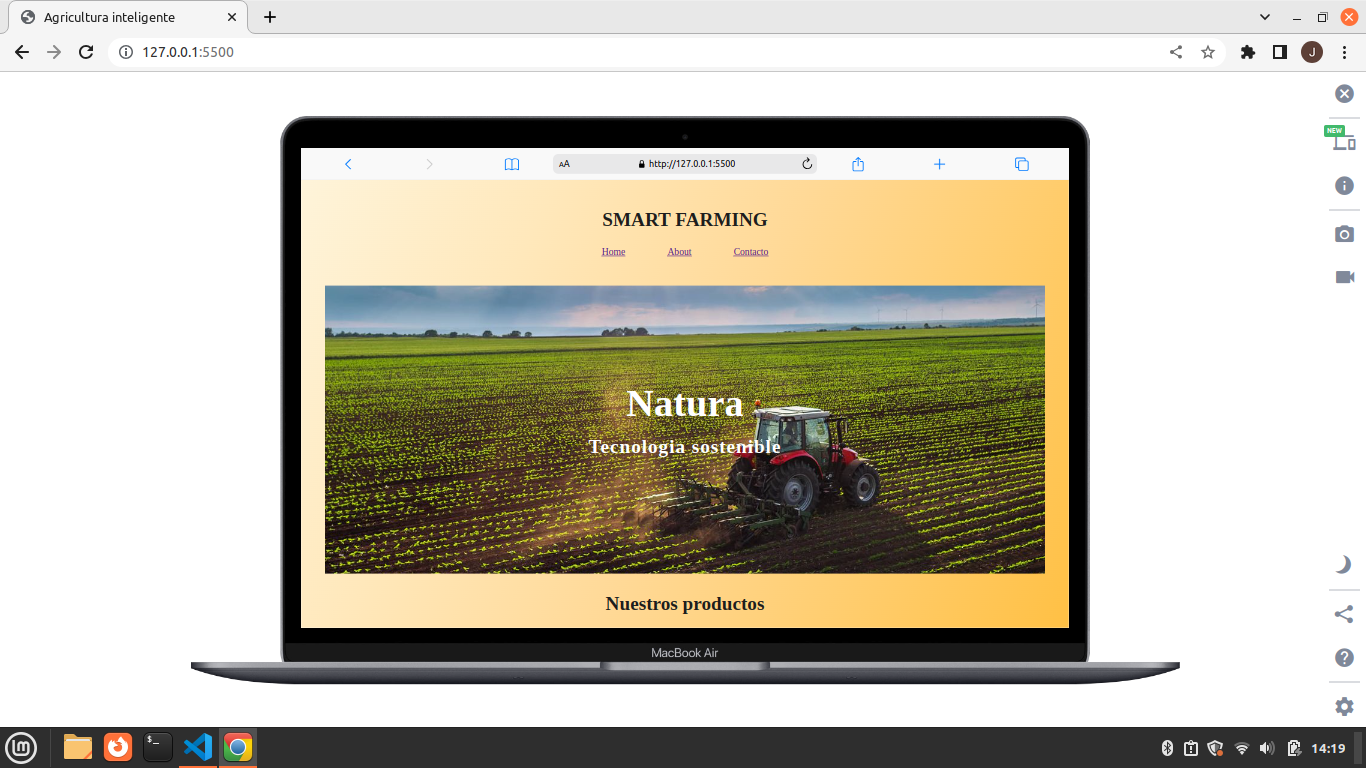 Agricultura inteligente
127.0.0.1:5500
J
NEW
AA
http://127.0.0.1:5500
SMART FARMING
Home About Contacto
Natura
Tecnologia sostenible
Nuestros productos
MacBook Air
$_
14:19